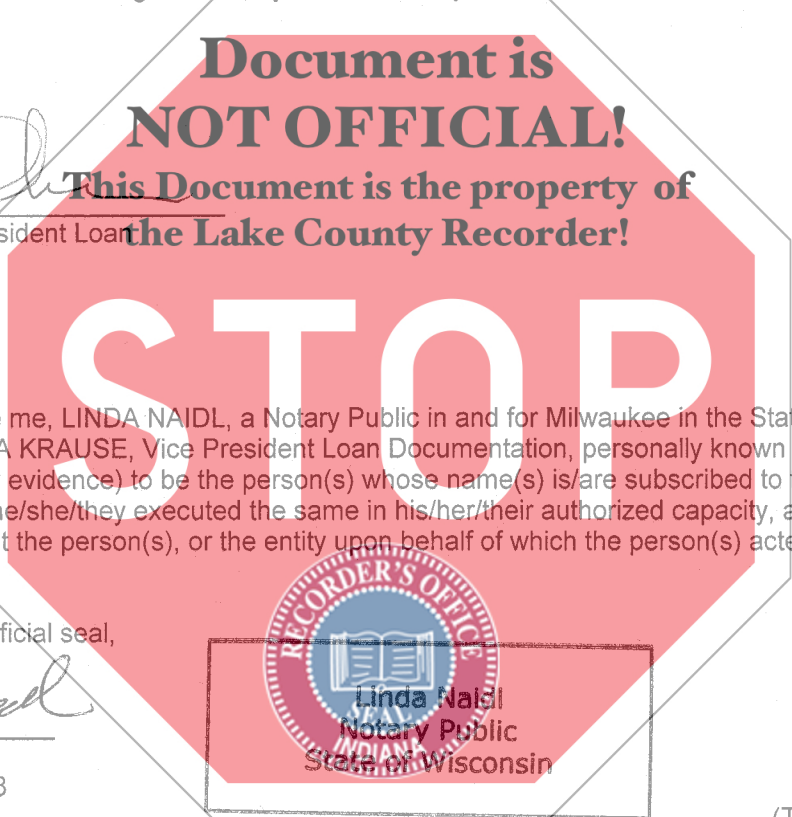 Document is
NOT OFFICIAL!
This Document is the property of
the Lake County Recorder!
sident Loan
STOP
me, LINDA NAIDL, a Notary Public in and for Milwaukee in the Stat
A KRAUSE, Vice President Loan Documentation, personally known
evidence) to be the person(s) whose name(s) is/are subscribed to
ne/she/they executed the same in his/her/their authorized capacity, a
t the person(s), or the entity upon behalf of which the person(s) acte
ficial seal,
RECORDER'S OFFICE
SEAL
INDIANA
Linda Naidl
Notary Public
State of Wisconsin
3
(T